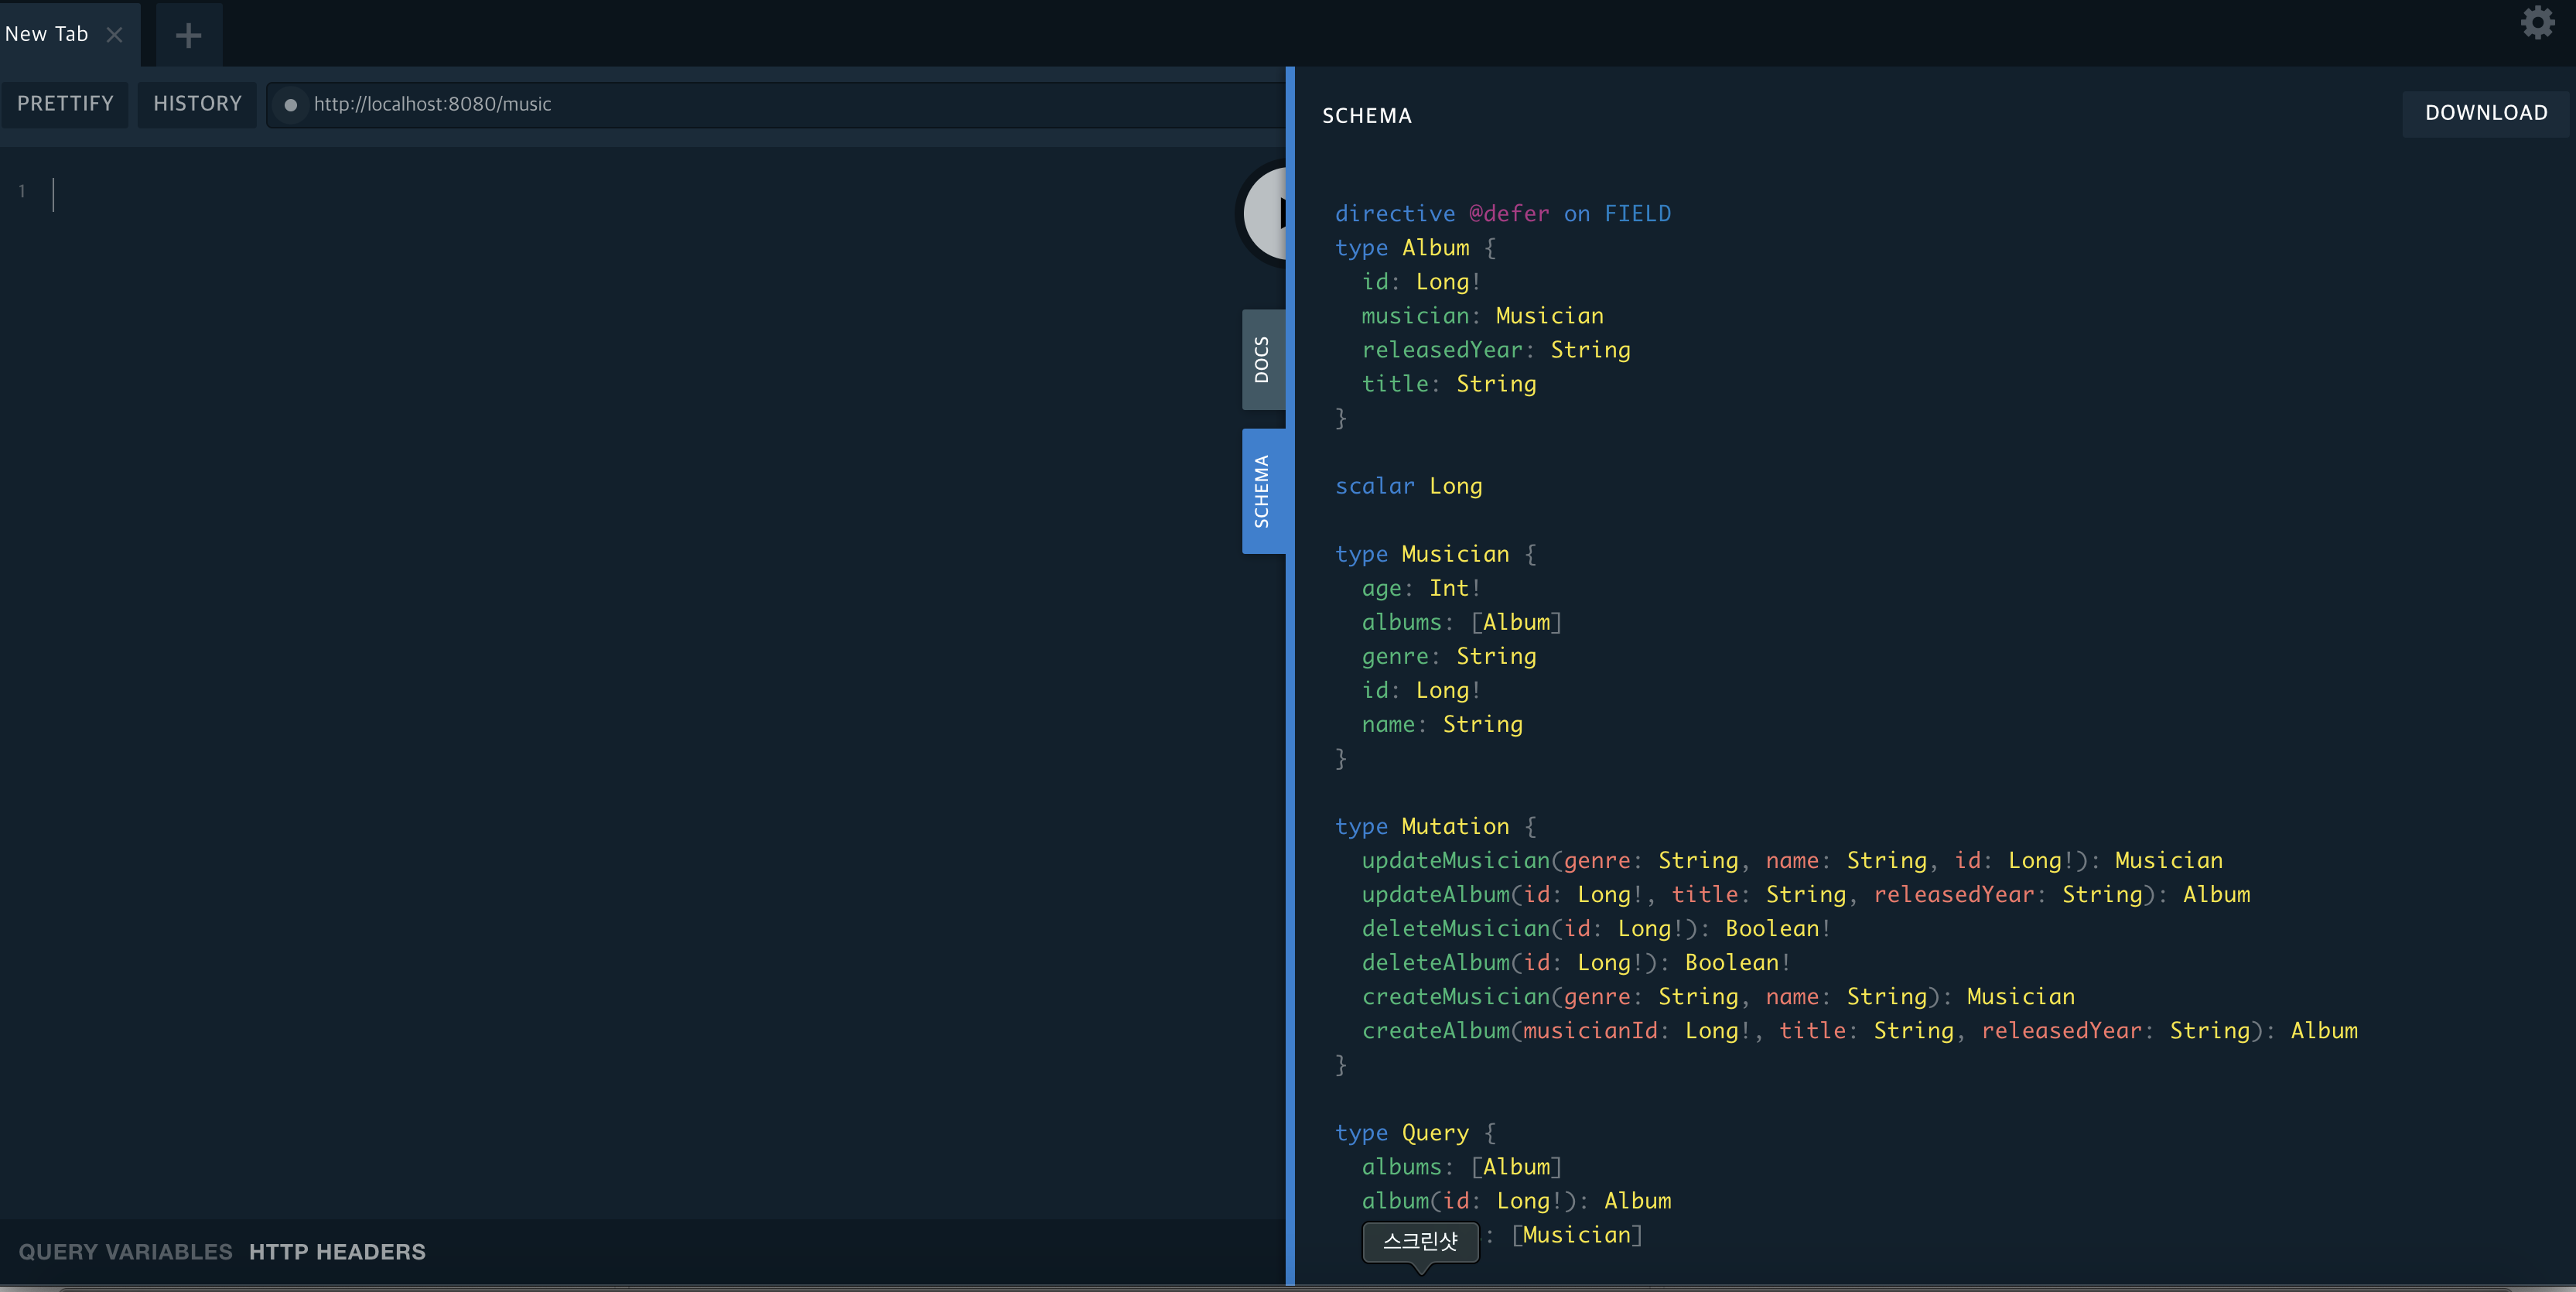 New Tab
PRETTIFY HISTORY http://localhost:8080/music
1
DOCS
SCHEMA
QUERY VARIABLES HTTP HEADERS
SCHEMA DOWNLOAD
directive @defer on FIELD
type Album {
id: Long!
musician: Musician
releasedYear: String
title: String
}
scalar Long
type Musician {
age: Int!
albums: [Album]
genre: String
id: Long!
name: String
}
type Mutation {
updateMusician(genre: String, name: String, id: Long!): Musician
updateAlbum(id: Long!, title: String, releasedYear: String): Album
deleteMusician(id: Long!): Boolean!
deleteAlbum(id: Long!): Boolean!
createMusician(genre: String, name: String): Musician
createAlbum(musicianId: Long!, title: String, releasedYear: String): Album
}
type Query {
albums: [Album]
album(id: Long!): Album
: [Musician]
스크린샷